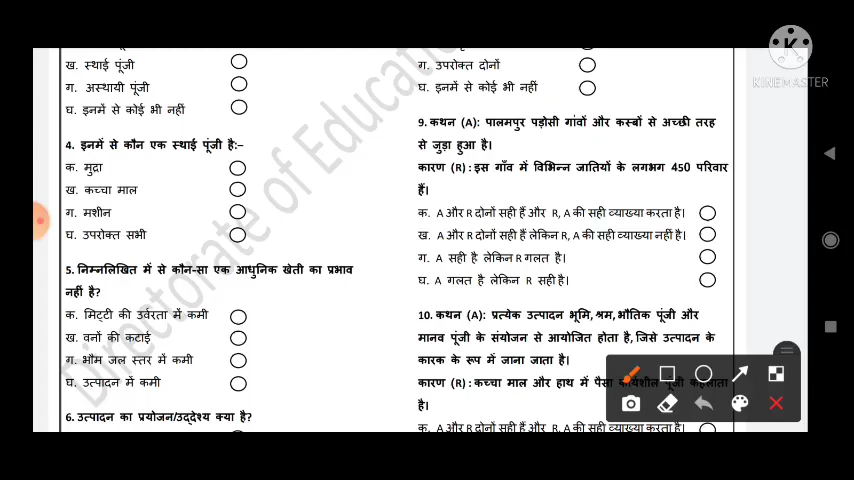 ख. स्थाई पूंजी
ग. अस्थायी पूंजी
घ. इनमें से कोई भी नहीं
4. इनमें से कौन एक स्थाई पूंजी है:–
क. मुद्रा
ख. कच्चा माल
ग. मशीन
घ. उपरोक्त सभी
5. निम्नलिखित में से कौन-सा एक आधुनिक खेती का प्रभाव
नहीं है?
क. मिट्टी की उर्वरता में कमी
ख. वनों की कटाई
ग. भौम जल स्तर में कमी
घ. उत्पादन में कमी
6. उत्पादन का प्रयोजन/उद्देश्य क्या है?
ग. उपरोक्त दोनों
घ. इनमें से कोई भी नहीं
9. कथन (A): पालमपुर पड़ोसी गांवों और कस्बों से अच्छी तरह
से जुड़ा हुआ है।
कारण (R) : इस गाँव में विभिन्न जातियों के लगभग 450 परिवार
हैं।
क. A और R दोनों सही हैं और R, A की सही व्याख्या करता है।
ख. A और R दोनों सही हैं लेकिन R, A की सही व्याख्या नहीं है।
ग. A सही है लेकिन R गलत है।
घ. A गलत है लेकिन R सही है।
10. कथन (A): प्रत्येक उत्पादन भूमि, श्रम, भौतिक पूंजी और
मानव पूंजी के संयोजन से आयोजित होता है, जिसे उत्पादन के
कारक के रूप में जाना जाता है।
कारण (R) : कच्चा माल और हाथ में पैसा कार्यशील पूंजी कहलाता
है।
क. A और R दोनों सही हैं और R, A की सही व्याख्या करता है।
Directorate of Education
K
KINEMASTER